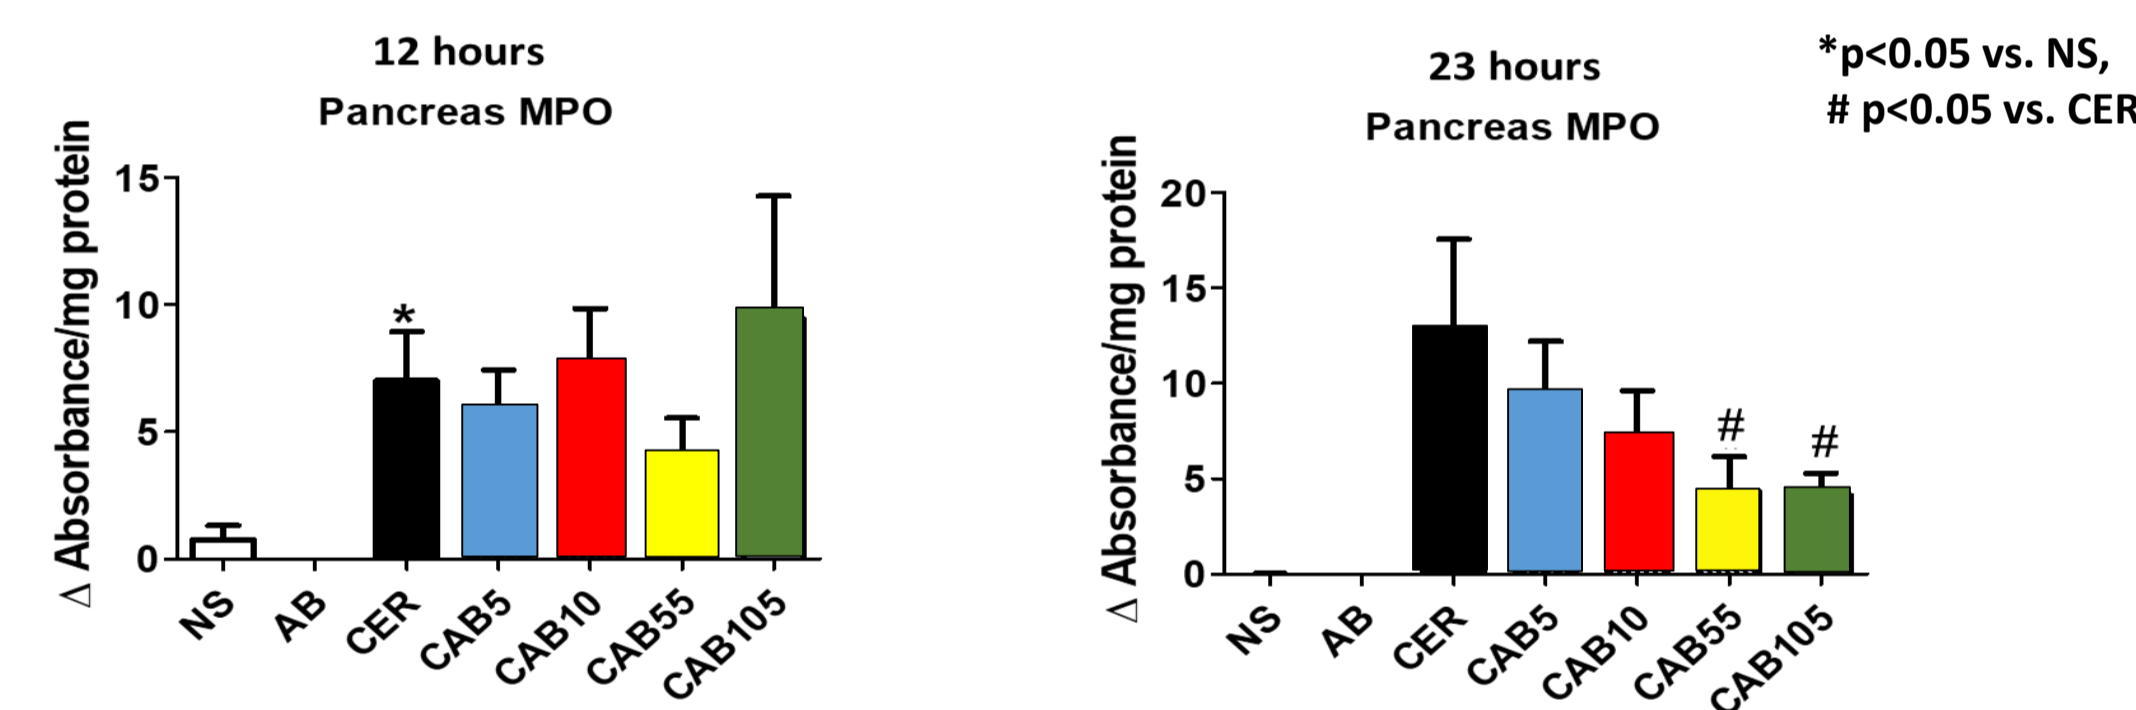 12 hours
Pancreas MPO
Δ Absorbance/mg protein
15
10
5
0
*
NS
AB
CER
CAB5
CAB10
CAB55
CAB105
23 hours
Pancreas MPO
*p<0.05 vs. NS,
# p<0.05 vs. CER
Δ Absorbance/mg protein
20
15
10
5
0
#
#
NS
AB
CER
CAB5
CAB10
CAB55
CAB105